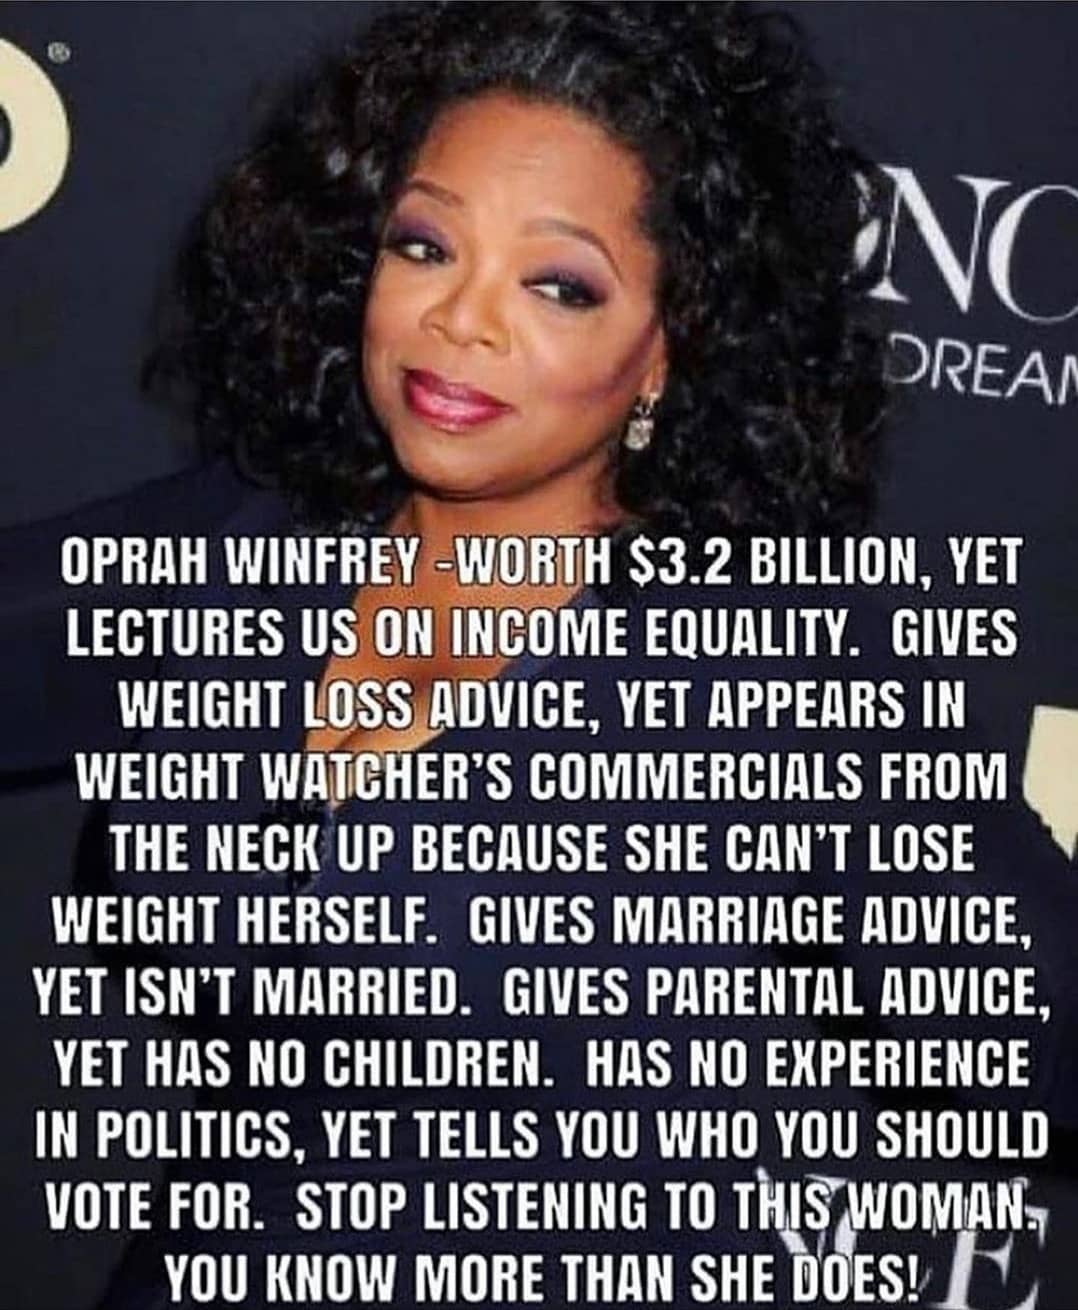 ®
NC
DREAM
OPRAH WINFREY -WORTH $3.2 BILLION, YET
LECTURES US ON INCOME EQUALITY. GIVES
WEIGHT LOSS ADVICE, YET APPEARS IN
WEIGHT WATCHER'S COMMERCIALS FROM
THE NECK UP BECAUSE SHE CAN'T LOSE
WEIGHT HERSELF. GIVES MARRIAGE ADVICE,
YET ISN'T MARRIED. GIVES PARENTAL ADVICE,
YET HAS NO CHILDREN. HAS NO EXPERIENCE
IN POLITICS, YET TELLS YOU WHO YOU SHOULD
VOTE FOR. STOP LISTENING TO THIS WOMAN.
YOU KNOW MORE THAN SHE DOES!